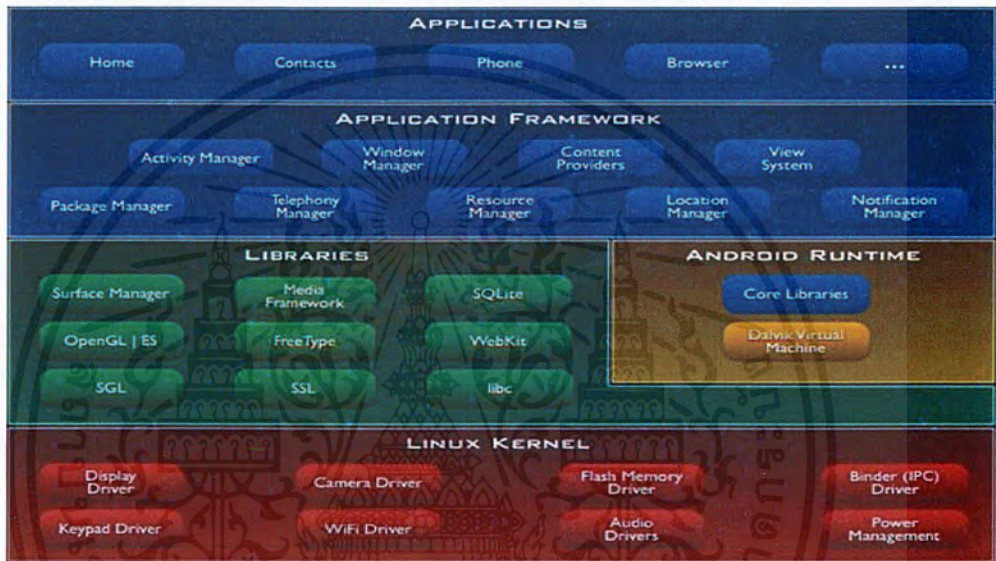 APPLICATIONS
Home
Contacts
Phone
Browser
...
APPLICATION FRAMEWORK
Activity Manager
Window
Manager
Content
Providers
View
System
Package Manager
Telephony
Manager
Resource
Manager
Location
Manager
Notification
Manager
LIBRARIES
Surface Manager
Media
Framework
SQLite
OpenGL | ES
FreeType
WebKit
SGL
SSL
libc
ANDROID RUNTIME
Core Libraries
Dalvik Virtual
Machine
LINUX KERNEL
Display
Driver
Camera Driver
Flash Memory
Driver
Binder (IPC)
Driver
Keypad Driver
WiFi Driver
Audio
Drivers
Power
Management